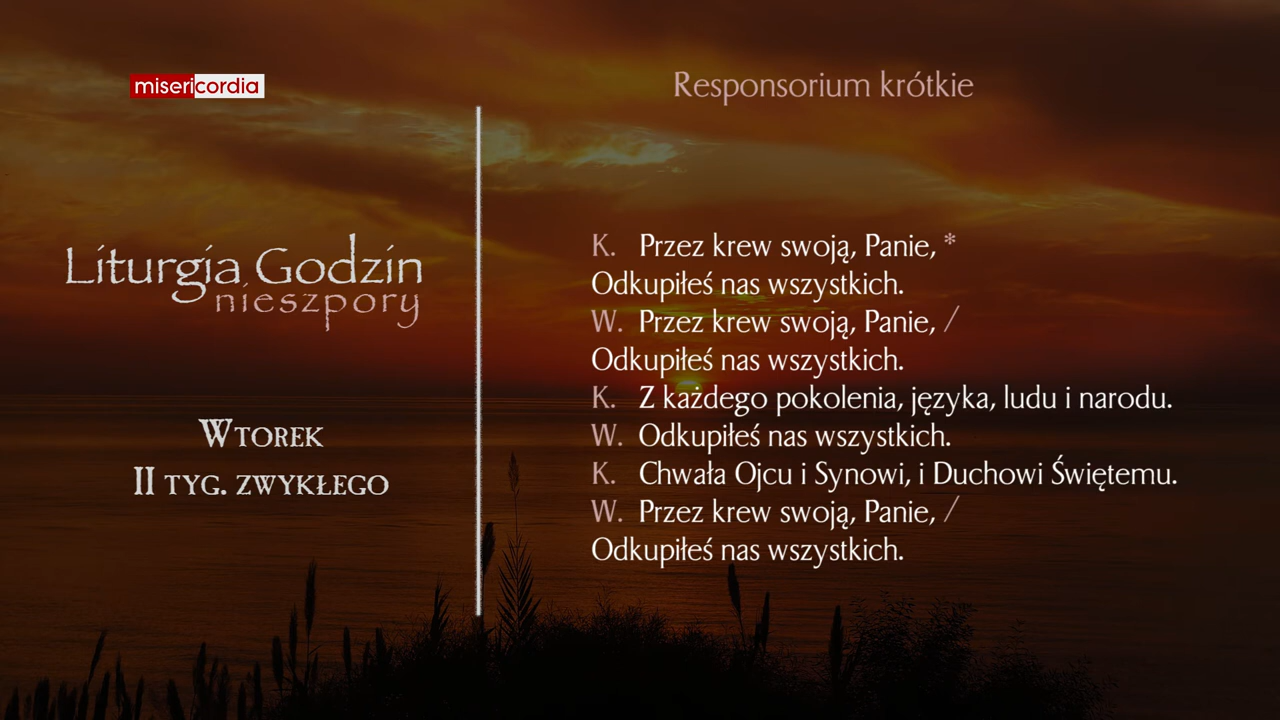 misericordia
Liturgia Godzin
nieszpory
Wtorek
II tyg. zwykłego
Responsorium krótkie
K. Przez krew swoją, Panie, *
Odkupiłeś nas wszystkich.
W. Przez krew swoją, Panie, /
Odkupiłeś nas wszystkich.
K. Z każdego pokolenia, języka, ludu i narodu.
W. Odkupiłeś nas wszystkich.
K. Chwała Ojcu i Synowi, i Duchowi Świętemu.
W. Przez krew swoją, Panie, /
Odkupiłeś nas wszystkich.